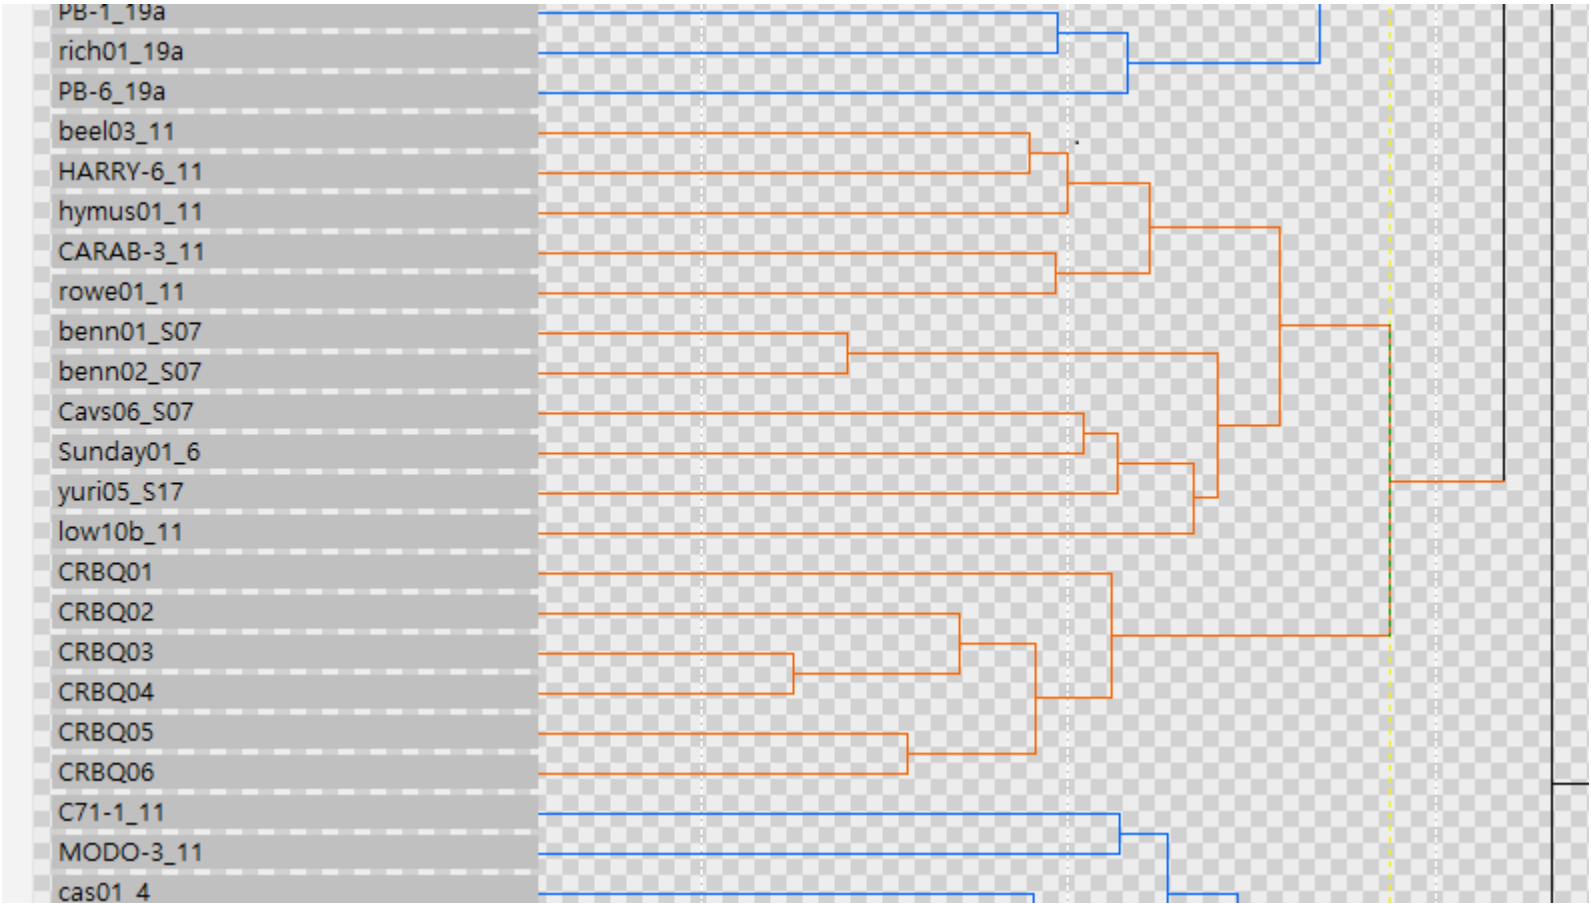 PB-1_19a
rich01_19a
PB-6_19a
beel03_11
HARRY-6_11
hymus01_11
CARAB-3_11
rowe01_11
benn01_S07
benn02_S07
Cavs06_S07
Sunday01_6
yuri05_S17
low10b_11
CRBQ01
CRBQ02
CRBQ03
CRBQ04
CRBQ05
CRBQ06
C71-1_11
MODO-3_11
cas01_4